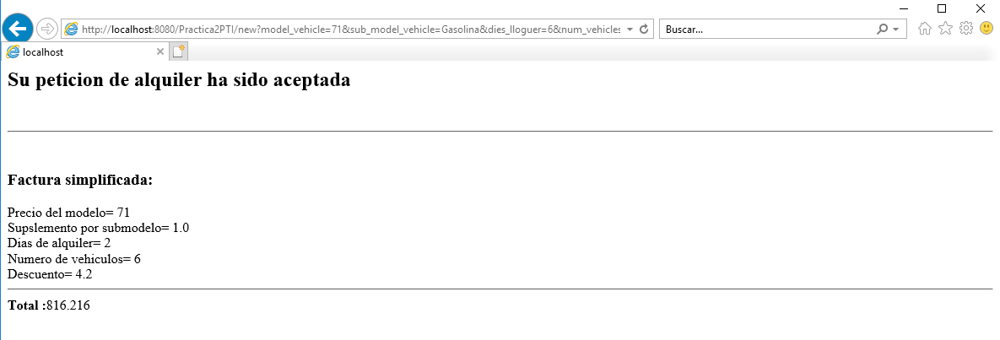 http://localhost:8080/Practica2PTI/new?model_vehicle=71&sub_model_vehicle=Gasolina&dies_lloguer=6&num_vehicles
Buscar...
localhost
Su peticion de alquiler ha sido aceptada
Factura simplificada:
Precio del modelo= 71
Supslemento por submodelo= 1.0
Dias de alquiler= 2
Numero de vehiculos= 6
Descuento= 4.2
Total :816.216